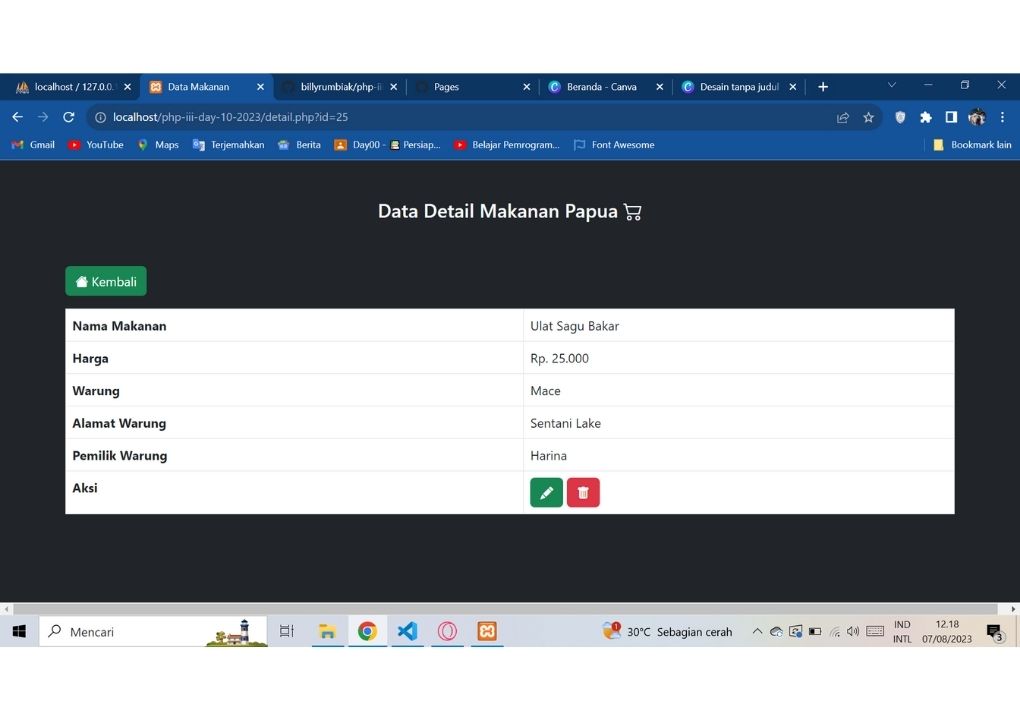 localhost / 127.0.0.1
Data Makanan
billyrumbiak/php-ii
Pages
Beranda - Canva
Desain tanpa judul
localhost/php-iii-day-10-2023/detail.php?id=25
Gmail
YouTube
Maps
Terjemahkan
Berita
Day00 - Persiap...
Belajar Pemrogram...
Font Awesome
Bookmark lain
Data Detail Makanan Papua
Kembali
Nama Makanan Ulat Sagu Bakar
Harga Rp. 25.000
Warung Mace
Alamat Warung Sentani Lake
Pemilik Warung Harina
Aksi
Mencari
30°C Sebagian cerah
IND
INTL
12.18
07/08/2023
3